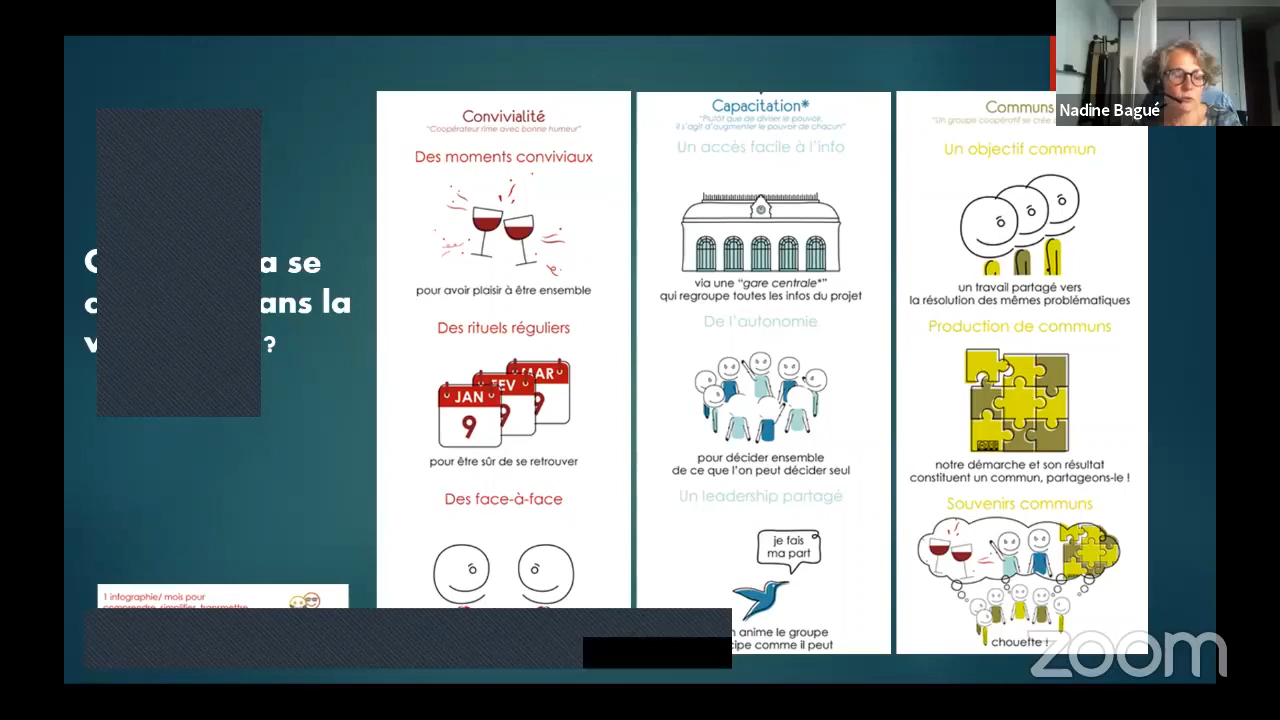 a se
ans la
?
1 infographie/ mois pour
comprendre, simplifier, transmettre
Convivialité
"Coopérateur rime avec bonne humeur"
Des moments conviviaux
pour avoir plaisir à être ensemble
Des rituels réguliers
JAN
9
FEV
9
MAR
9
pour être sûr de se retrouver
Des face-à-face
Capacitation*
"Plutôt que de diviser le pouvoir,
il s'agit d'augmenter le pouvoir de chacun"
Un accès facile à l'info
via une "gare centrale*"
qui regroupe toutes les infos du projet
De l'autonomie
pour décider ensemble
de ce que l'on peut décider seul
Un leadership partagé
je fais
ma part
anime le groupe
cipe comme il peut
Communs
"Un groupe coopératif se crée
Un objectif commun
un travail partagé vers
la résolution des mêmes problématiques
Production de communs
notre démarche et son résultat
constituent un commun, partageons-le !
Souvenirs communs
chouette !
Nadine Bagué
zoom